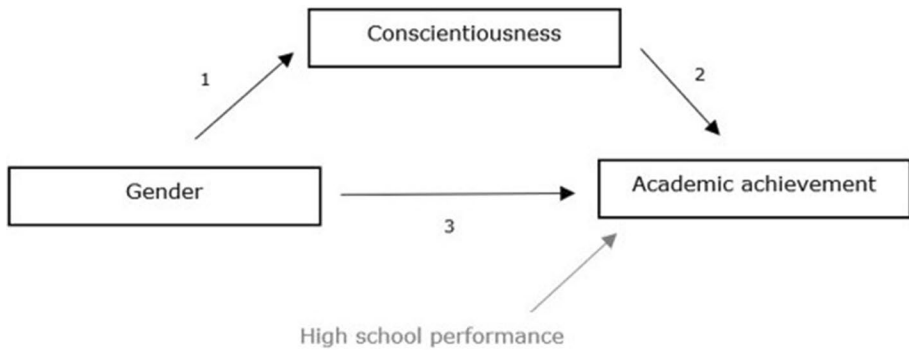 Conscientiousness
1
2
Gender
Academic achievement
3
High school performance